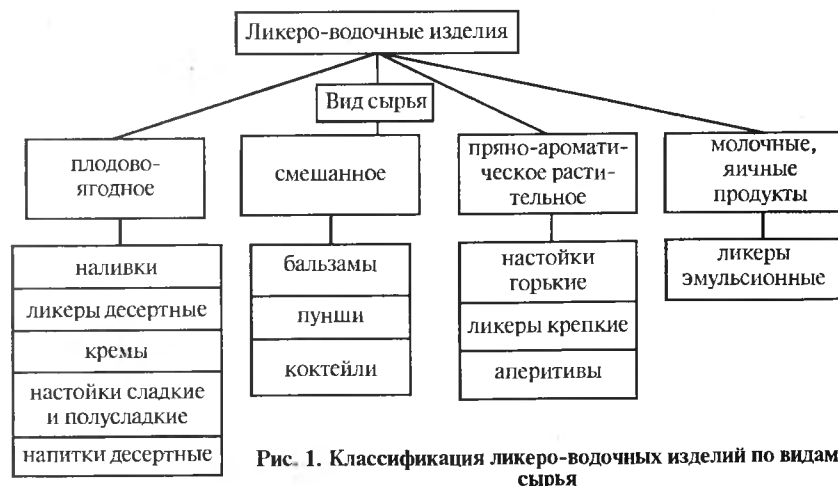 Ликеро-водочные изделия
Вид сырья
плодово-
ягодное
смешанное
пряно-аромати-
ческое расти-
тельное
молочные,
яичные
продукты
наливки
ликеры десертные
кремы
настойки сладкие
и полусладкие
напитки десертные
бальзамы
пунши
коктейли
настойки
горькие
ликеры крепкие
аперитивы
ликеры
эмульсионные
Рис. 1. Классификация ликеро-водочных изделий по видам
сырья